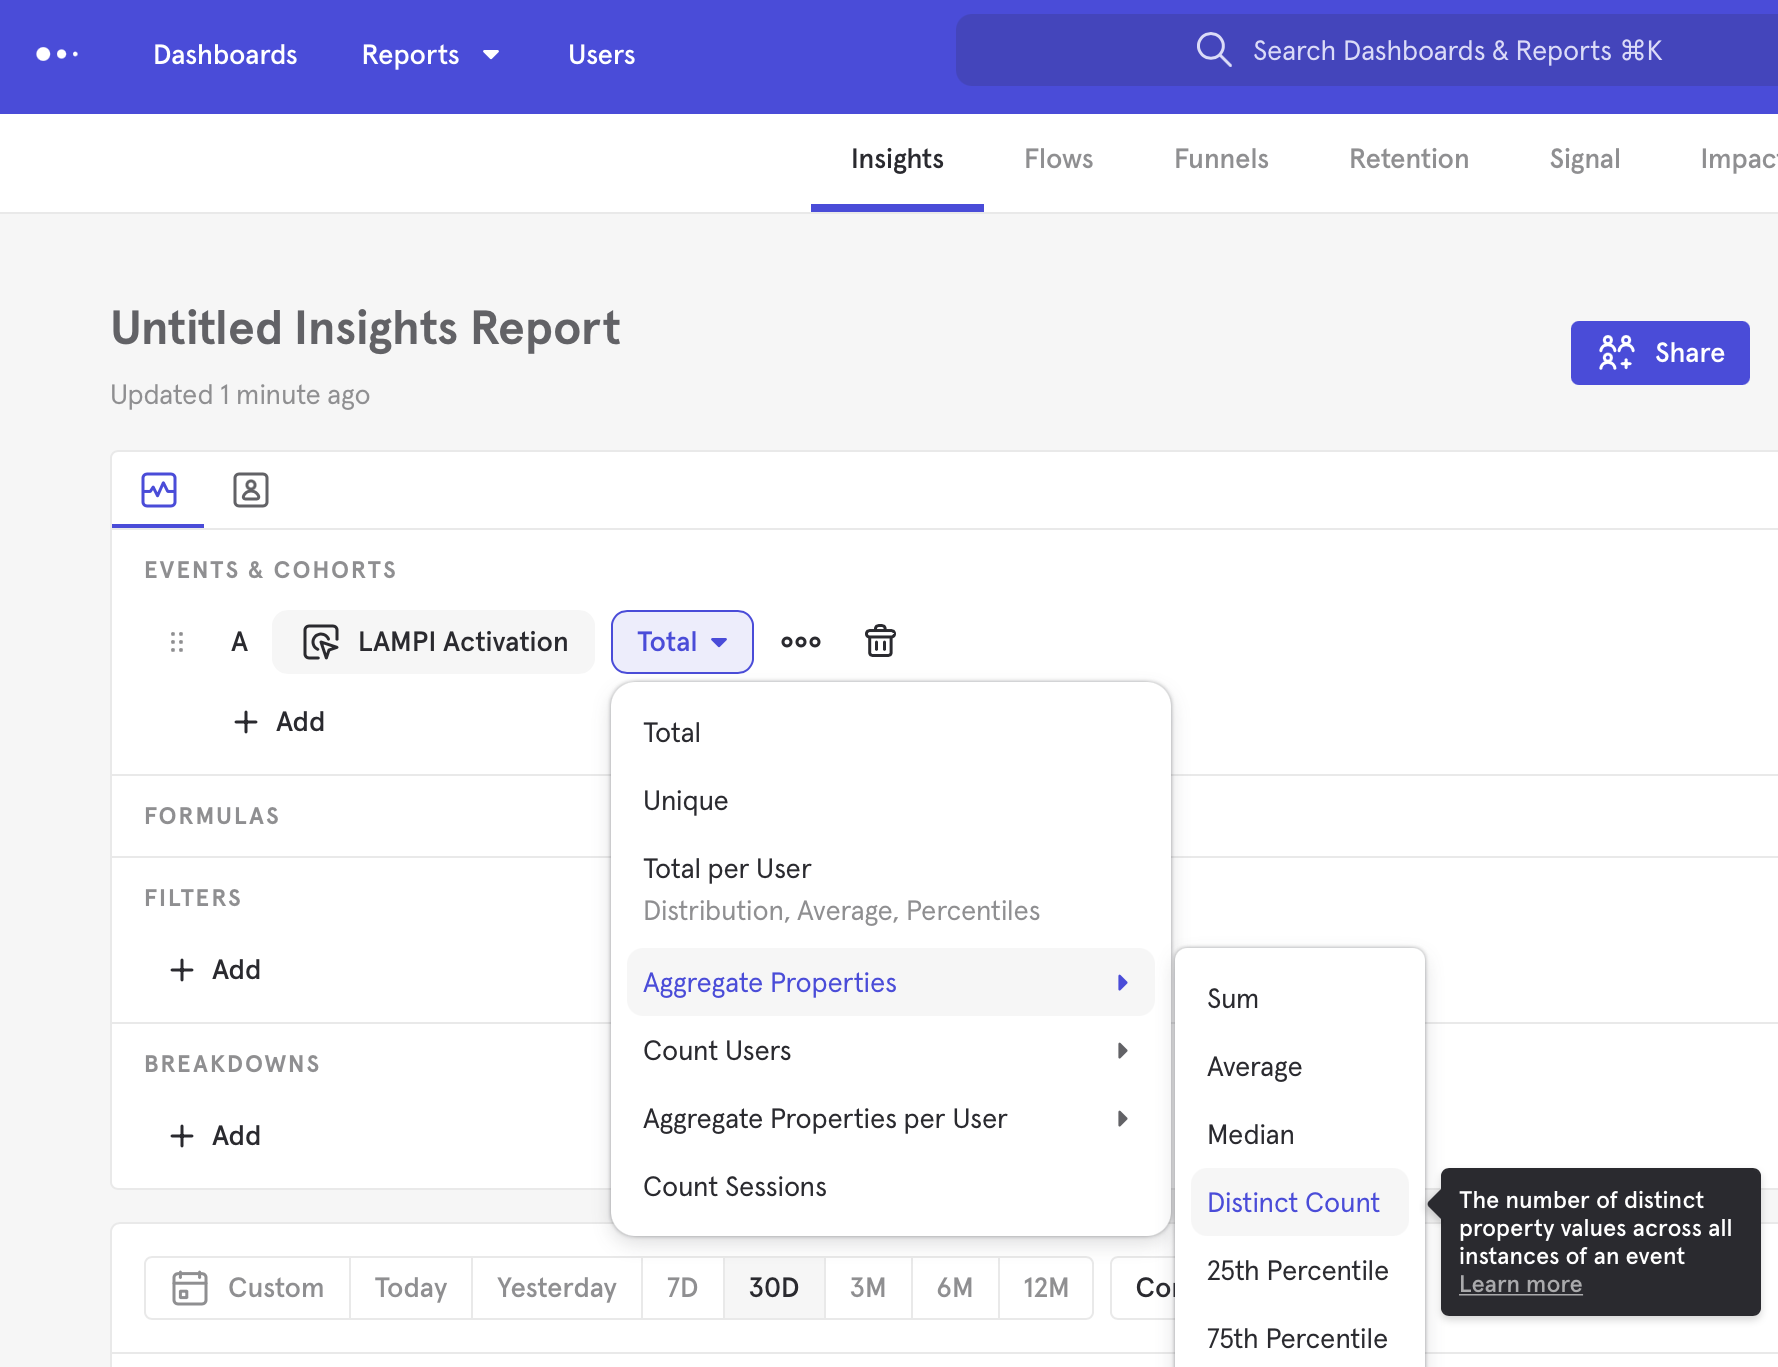 Dashboards
Reports
Users
Search Dashboards & Reports ⌘K
Insights
Flows
Funnels
Retention
Signal
Untitled Insights Report
Updated 1 minute ago
Share
EVENTS & COHORTS
A
LAMPI Activation
Total
Add
Total
Unique
Total per User
Distribution, Average, Percentiles
Aggregate Properties
Count Users
Aggregate Properties per User
Count Sessions
FORMULAS
FILTERS
Add
BREAKDOWNS
Add
Sum
Average
Median
Distinct Count
25th Percentile
75th Percentile
The number of distinct
property values across all
instances of an event
Learn more
Custom
Today
Yesterday
7D
30D
3M
6M
12M